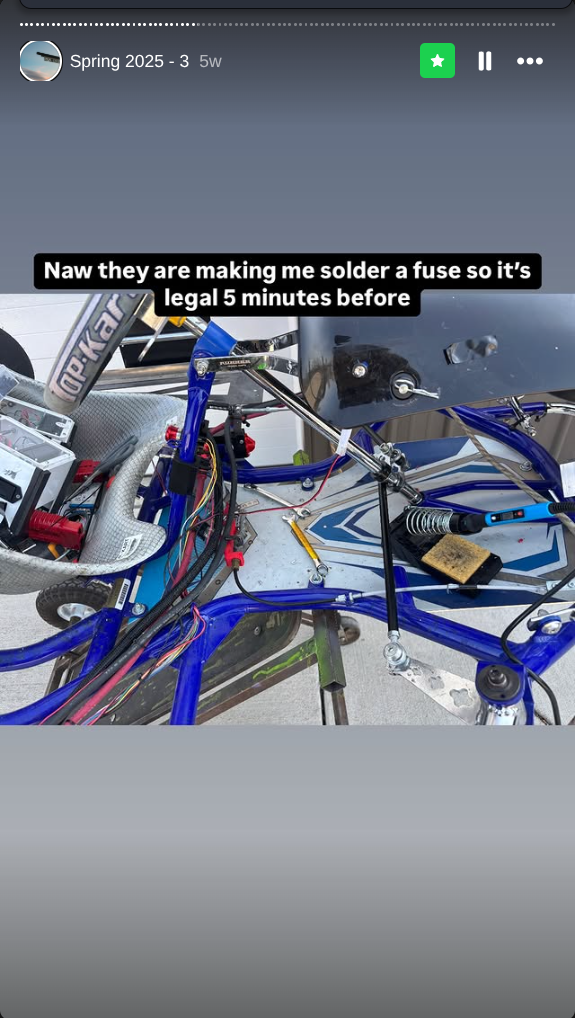 Spring 2025 - 3 5w
Naw they are making me solder a fuse so it's
legal 5 minutes before
TOP-KART